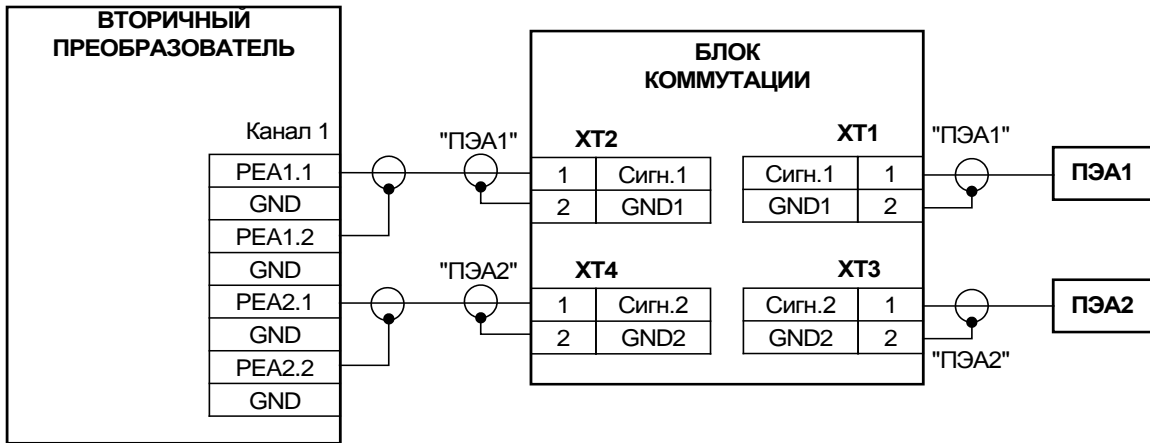 ВТОРИЧНЫЙ
ПРЕОБРАЗОВАТЕЛЬ
Канал 1
PEA1.1
GND
PEA1.2
GND
PEA2.1
GND
PEA2.2
GND
"ПЭА1"
"ПЭА2"
БЛОК
КОММУТАЦИИ
XT2
1 Сигн.1
2 GND1
XT1
Сигн.1 1
GND1 2
XT4
1 Сигн.2
2 GND2
XT3
Сигн.2 1
GND2 2
"ПЭА1"
ПЭА1
ПЭА2
"ПЭА2"